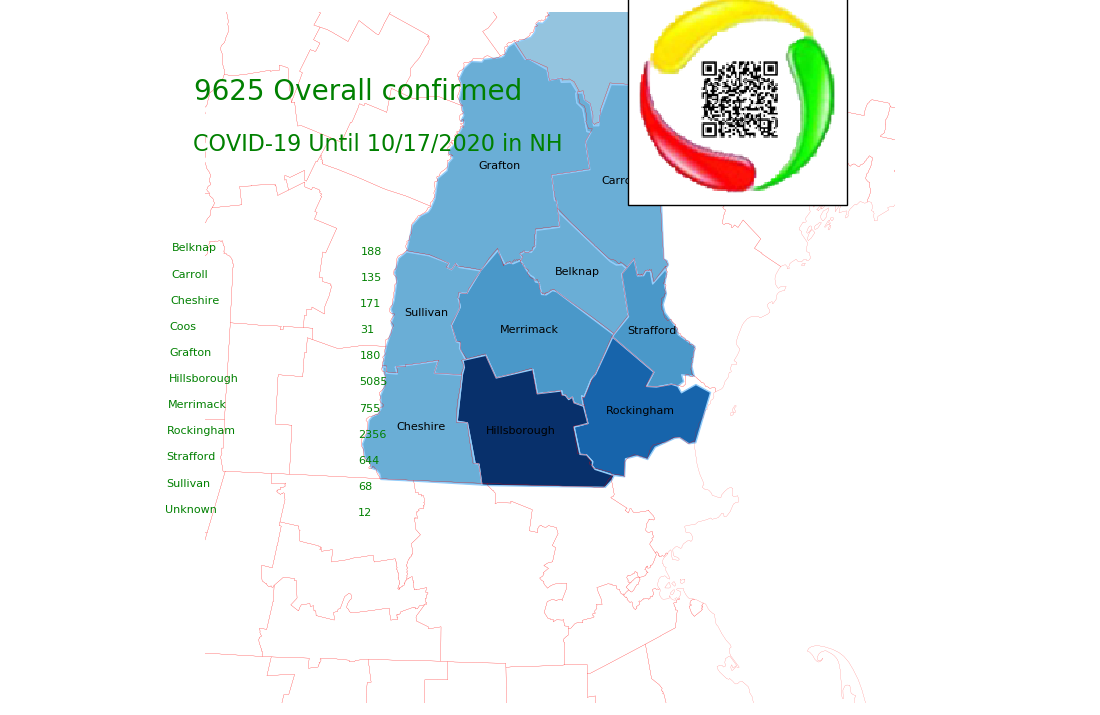 9625 Overall confirmed
COVID-19 Until 10/17/2020 in NH
Belknap 188
Carroll 135
Cheshire 171
Coos 31
Grafton 180
Hillsborough 5085
Merrimack 755
Rockingham 2356
Strafford 644
Sullivan 68
Unknown 12
Grafton
Carro
Belknap
Sullivan
Merrimack
Strafford
Rockingham
Cheshire
Hillsborough